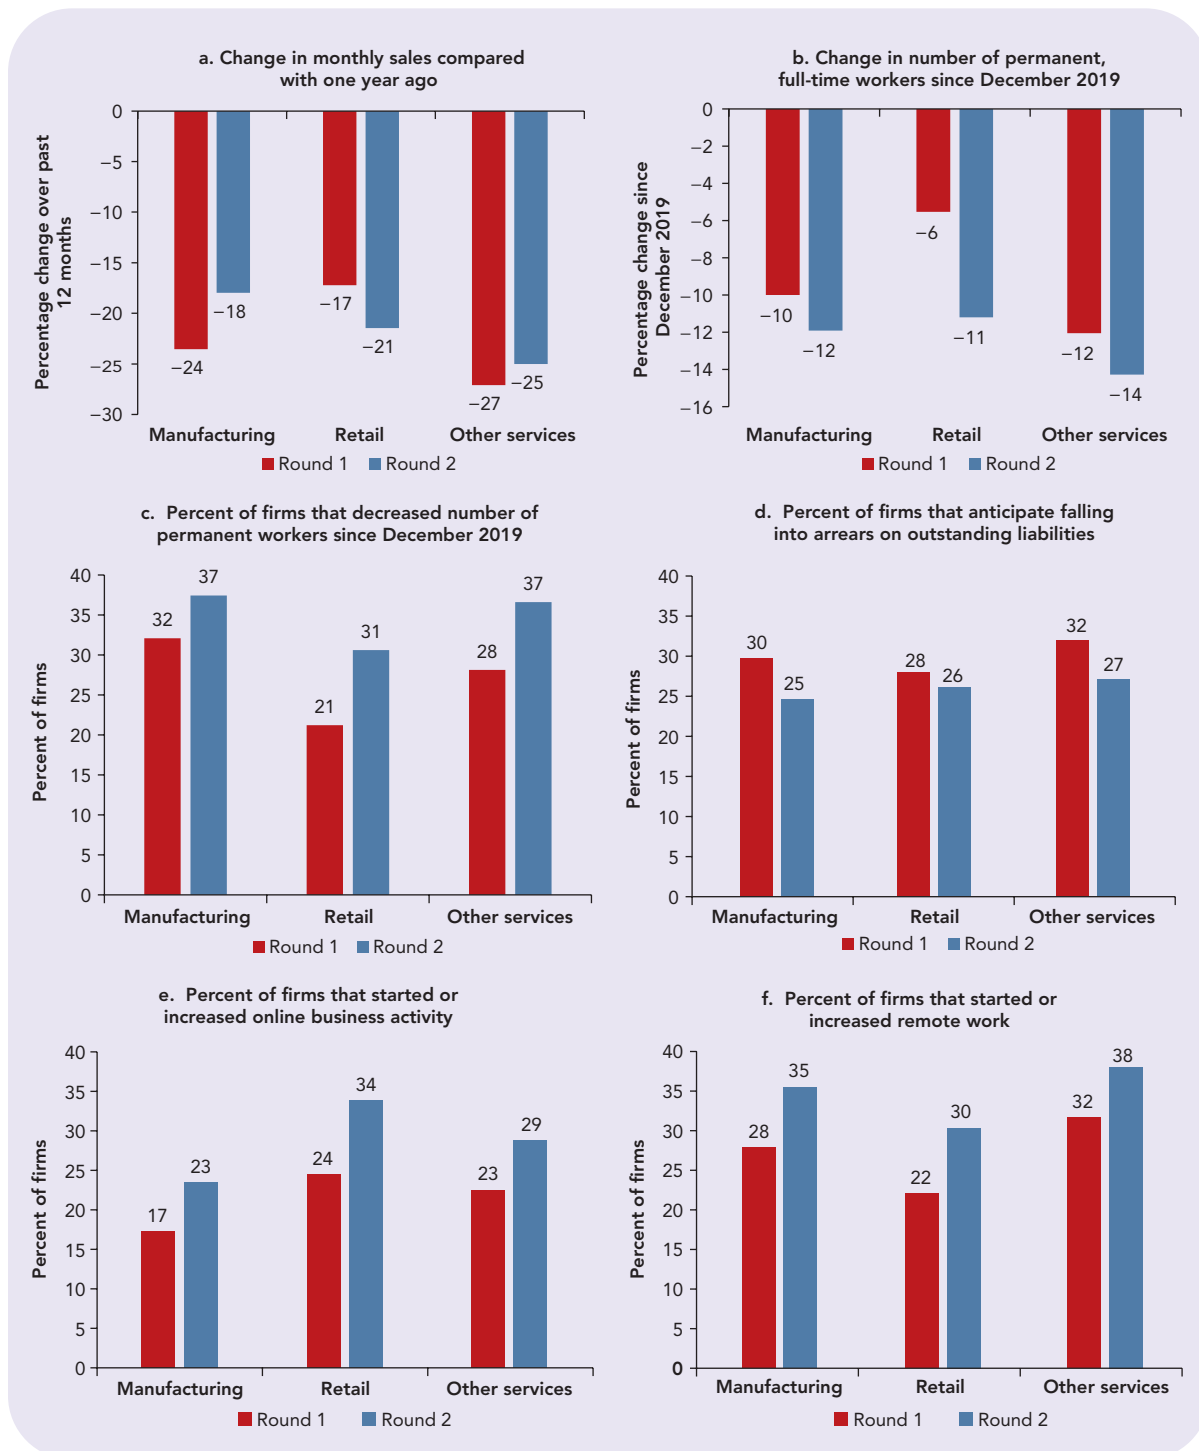 a. Change in monthly sales compared
with one year ago
Percentage change over past
12 months
0
−5
−10
−15
−20
−25
−30
−24
−18
−17
−21
−27
−25
Manufacturing
Retail
Other services
Round 1
Round 2
b. Change in number of permanent,
full-time workers since December 2019
Percentage change since
December 2019
0
−2
−4
−6
−8
−10
−12
−14
−16
−10
−12
−6
−11
−12
−14
Manufacturing
Retail
Other services
Round 1
Round 2
c. Percent of firms that decreased number of
permanent workers since December 2019
Percent of firms
40
35
30
25
20
15
10
5
0
32
37
21
31
28
37
Manufacturing
Retail
Other services
Round 1
Round 2
d. Percent of firms that anticipate falling
into arrears on outstanding liabilities
Percent of firms
40
35
30
25
20
15
10
5
0
30
25
28
26
32
27
Manufacturing
Retail
Other services
Round 1
Round 2
e. Percent of firms that started or
increased online business activity
Percent of firms
40
35
30
25
20
15
10
5
0
17
23
24
34
23
29
Manufacturing
Retail
Other services
Round 1
Round 2
f. Percent of firms that started or
increased remote work
Percent of firms
40
35
30
25
20
15
10
5
0
28
35
22
30
32
38
Manufacturing
Retail
Other services
Round 1
Round 2